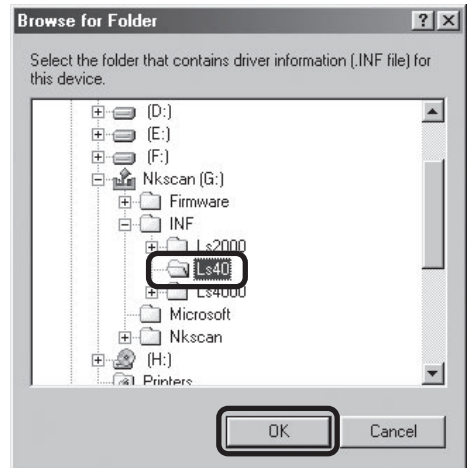 Browse for Folder
Select the folder that contains driver information (.INF file) for
this device.
(D:)
(E:)
(F:)
Nkscan (G:)
Firmware
INF
Ls2000
Ls40
Ls4000
Microsoft
Nkscan
(H:)
Printers
OK Cancel